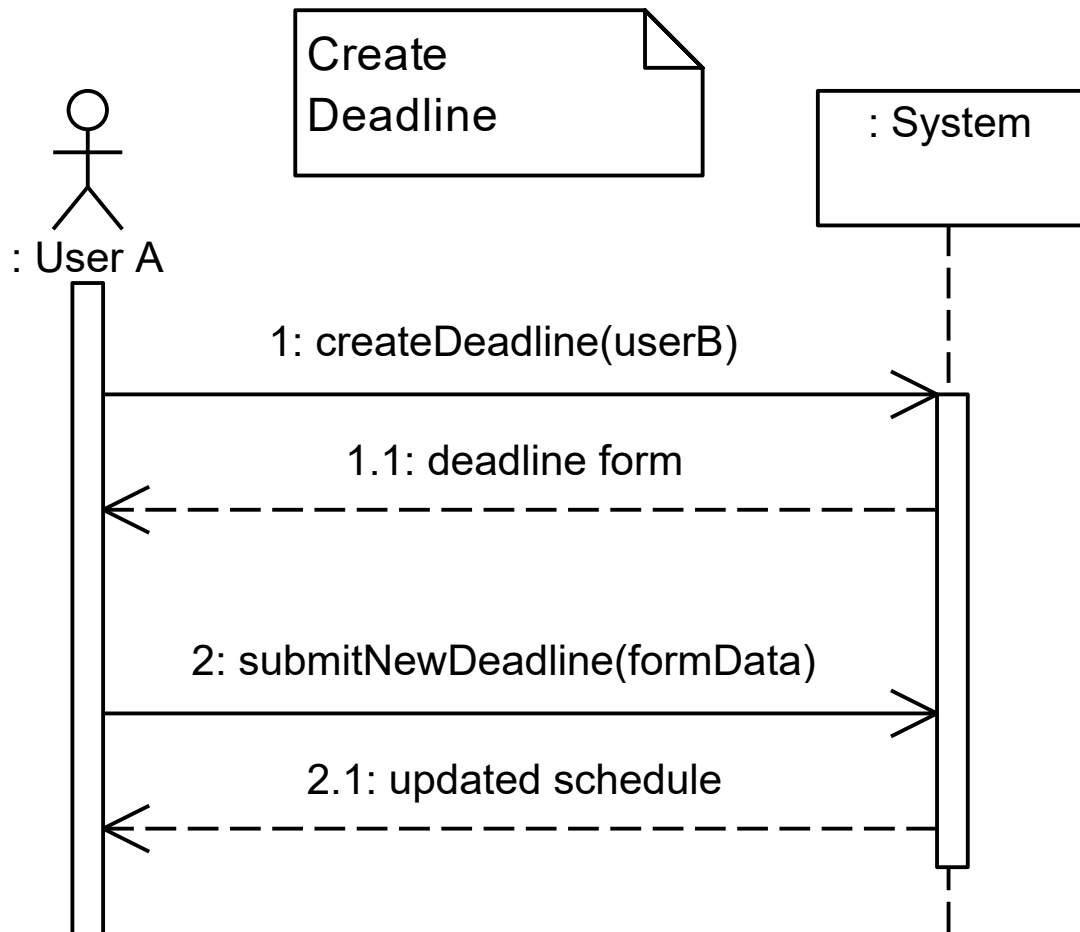 Create
Deadline
: System
: User A
1: createDeadline(userB)
1.1: deadline form
2: submitNewDeadline(formData)
2.1: updated schedule